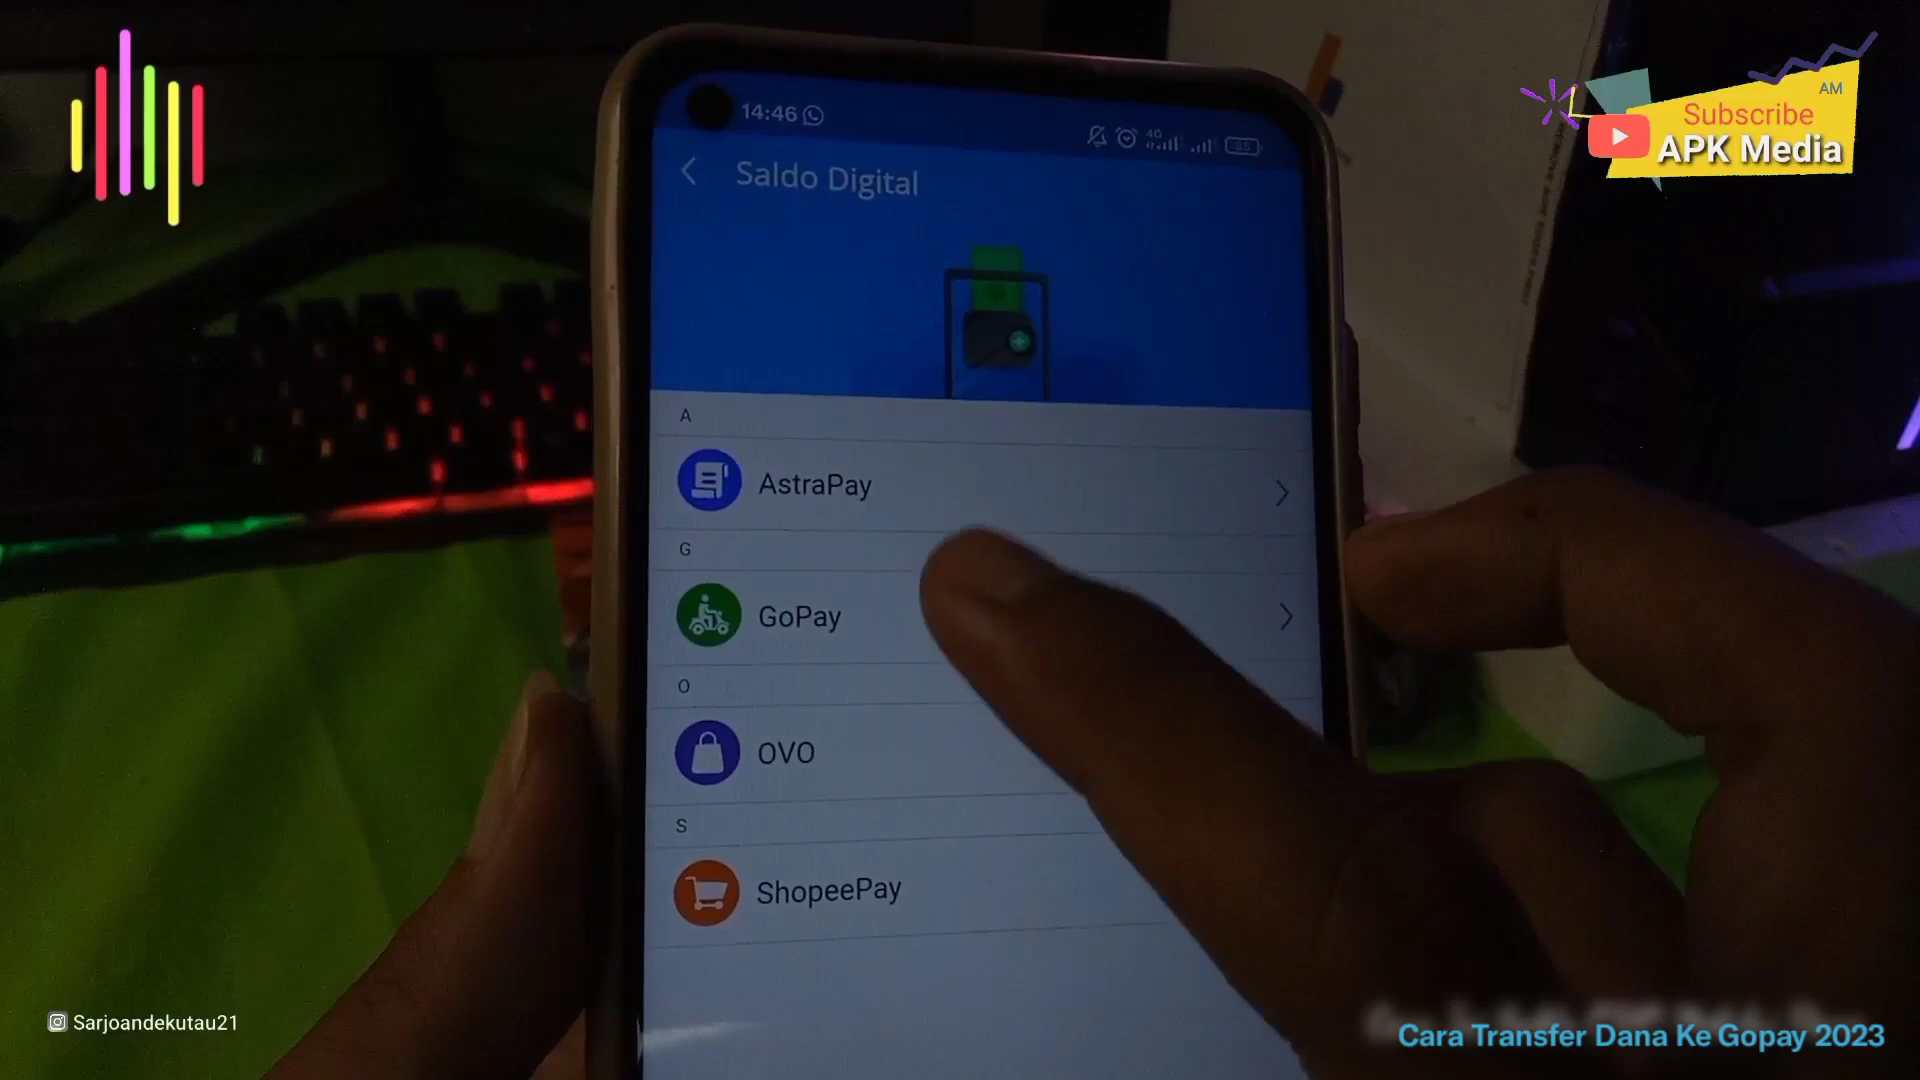 14:46
4G
Saldo Digital
A
AstraPay
G
GoPay
O
OVO
S
ShopeePay
AM
Subscribe
APK Media
Sarjoandekutau21
Cara Transfer Dana Ke Gopay 2023